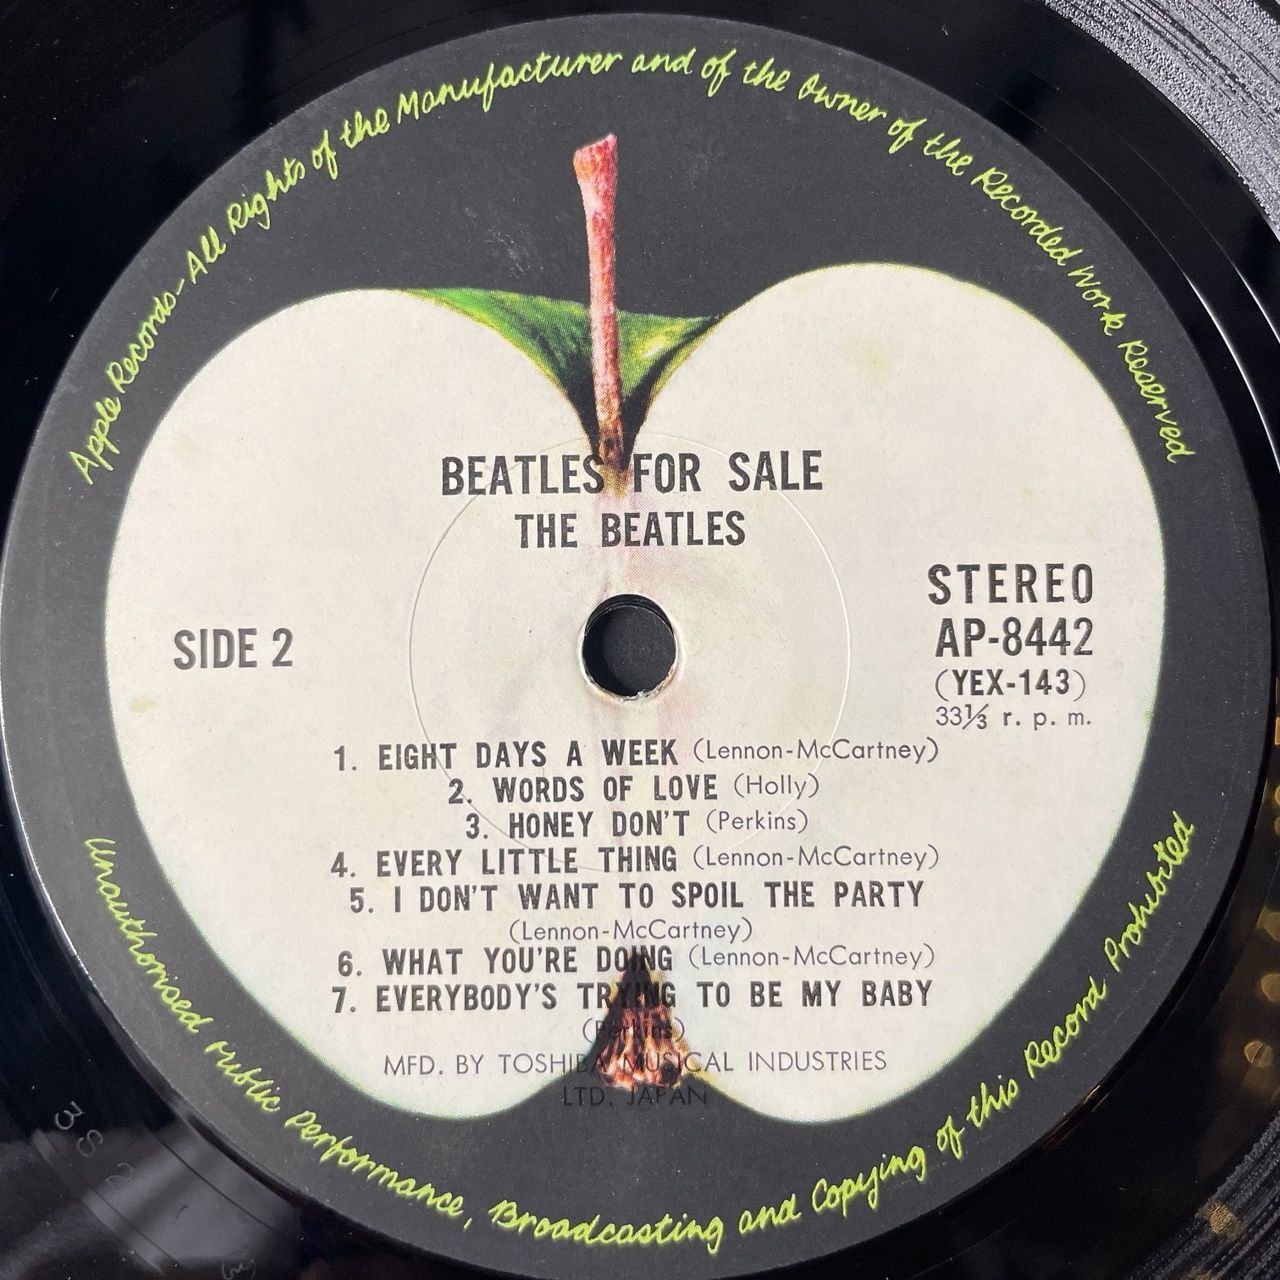 Apple Records–All Rights of the Manufacturer and of the Owner of the Recorded Work Reserved
BEATLES FOR SALE
THE BEATLES
STEREO
AP-8442
(YEX-143)
33⅓ r. p. m.
SIDE 2
1. EIGHT DAYS A WEEK (Lennon-McCartney)
2. WORDS OF LOVE (Holly)
3. HONEY DON'T (Perkins)
4. EVERY LITTLE THING (Lennon-McCartney)
5. I DON'T WANT TO SPOIL THE PARTY
(Lennon-McCartney)
6. WHAT YOU'RE DOING (Lennon-McCartney)
7. EVERYBODY'S TRYING TO BE MY BABY
(Perkins)
MFD. BY TOSHIBA MUSICAL INDUSTRIES
LTD. JAPAN
Unauthorised Public Performance, Broadcasting and Copying of this Record Prohibited